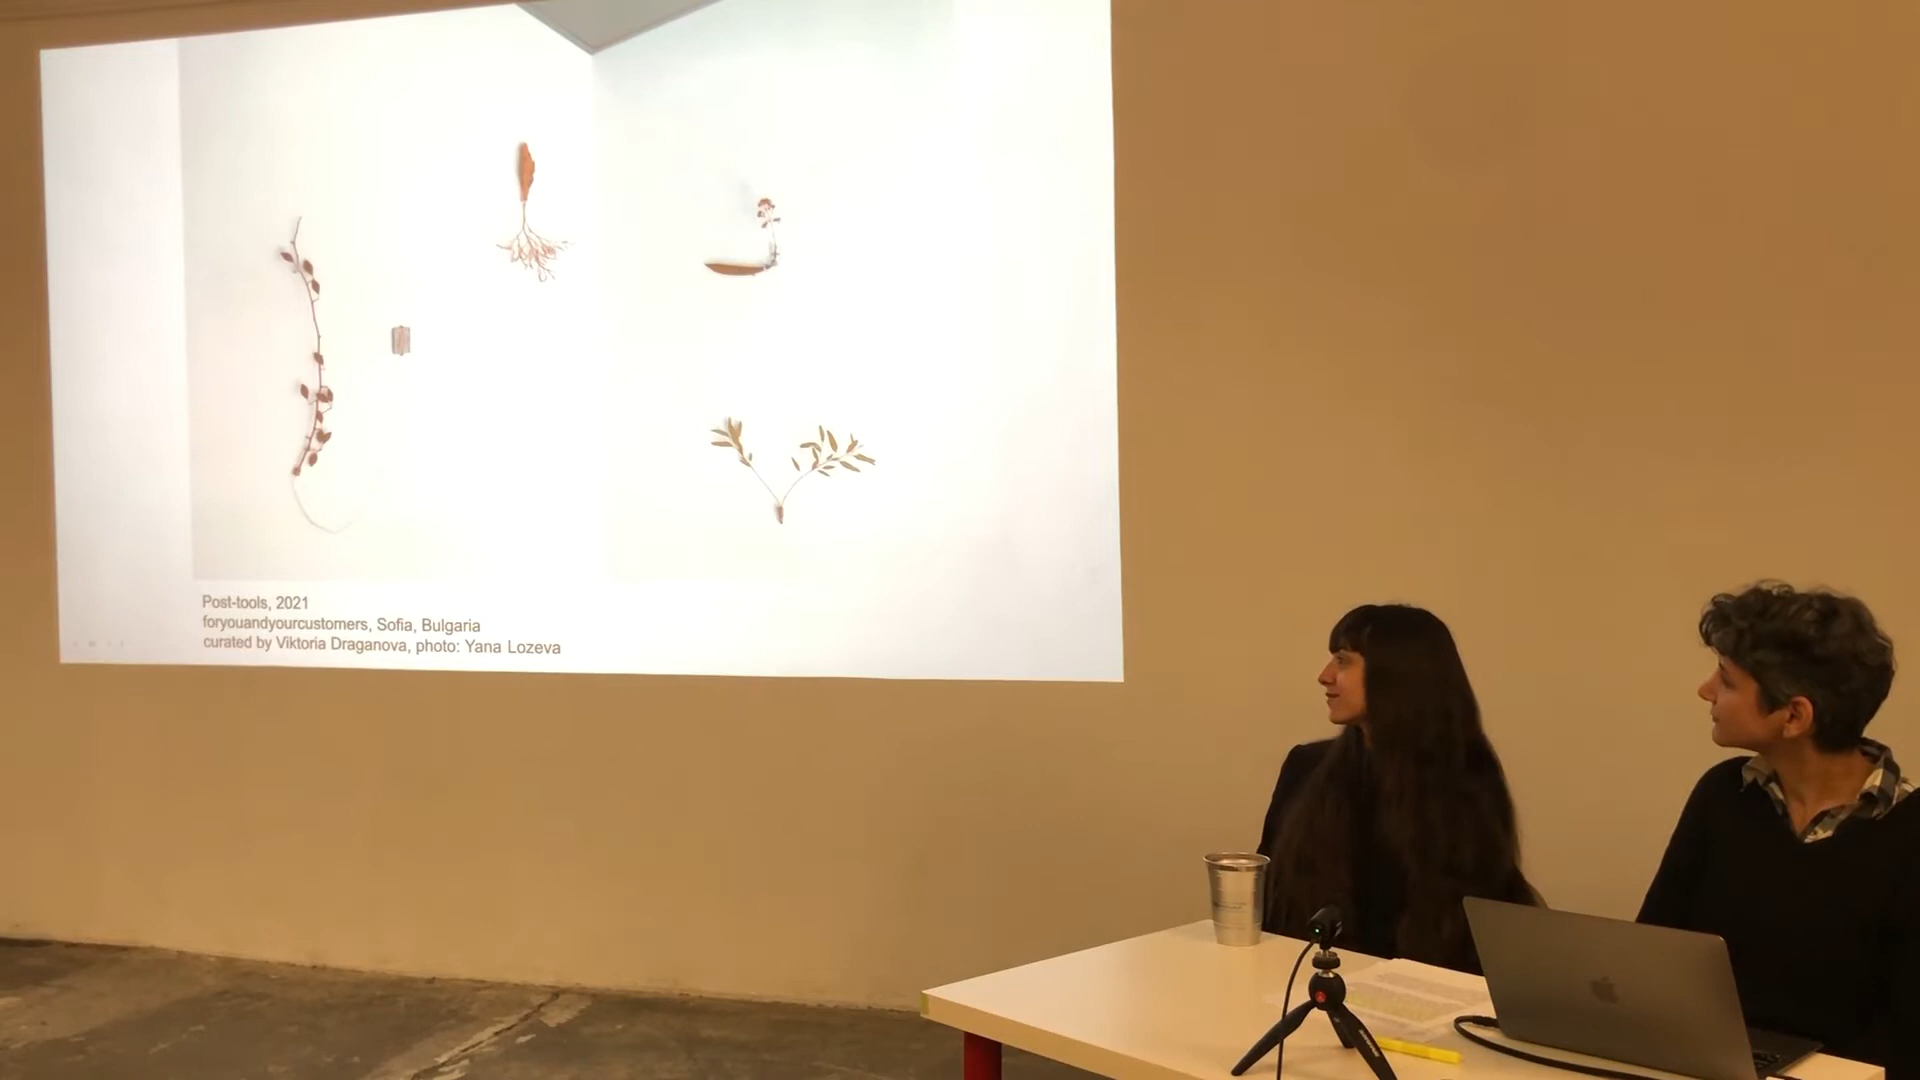 Post-tools, 2021
foryouandyourcustomers, Sofia, Bulgaria
curated by Viktoria Draganova, photo: Yana Lozeva